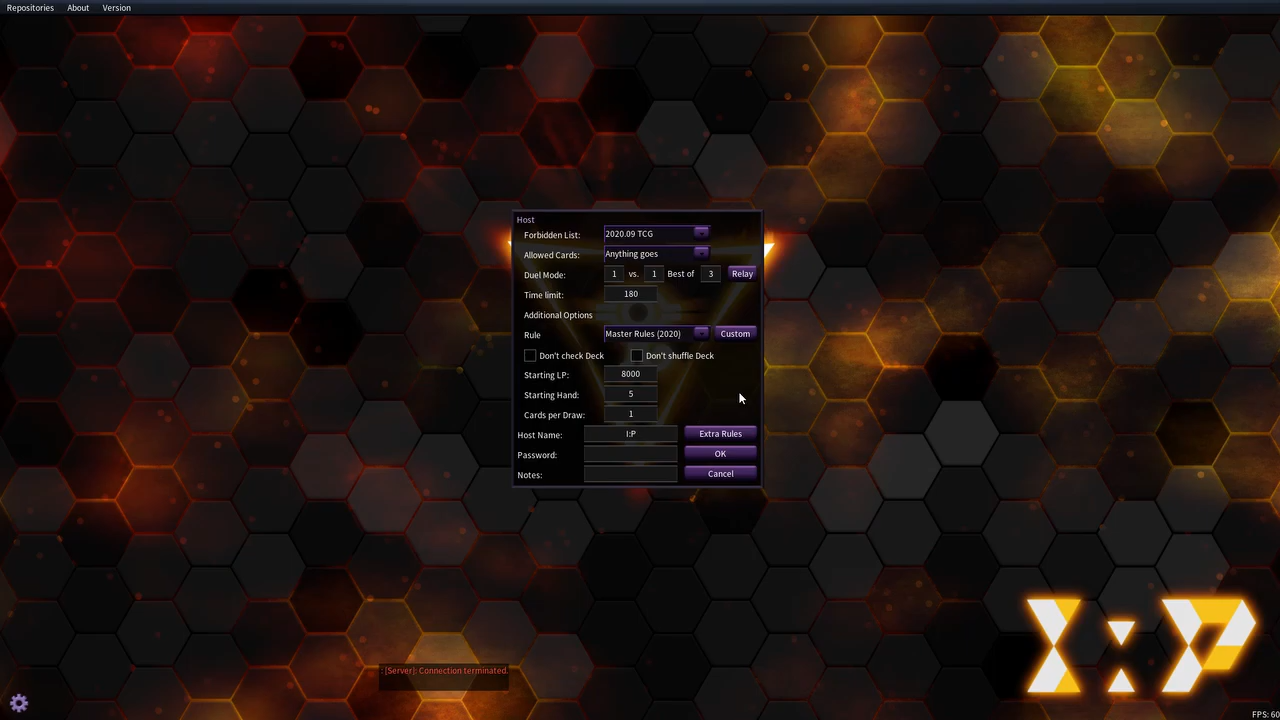 Repositories About Version
Host
Forbidden List: 2020.09 TCG
Allowed Cards: Anything goes
Duel Mode: 1 vs. 1 Best of 3 Relay
Time limit: 180
Additional Options
Rule Master Rules (2020) Custom
Don't check Deck Don't shuffle Deck
Starting LP: 8000
Starting Hand: 5
Cards per Draw: 1
Host Name: I:P Extra Rules
Password: OK
Notes: Cancel
I:P
: [Server]: Connection terminated.
FPS: 60